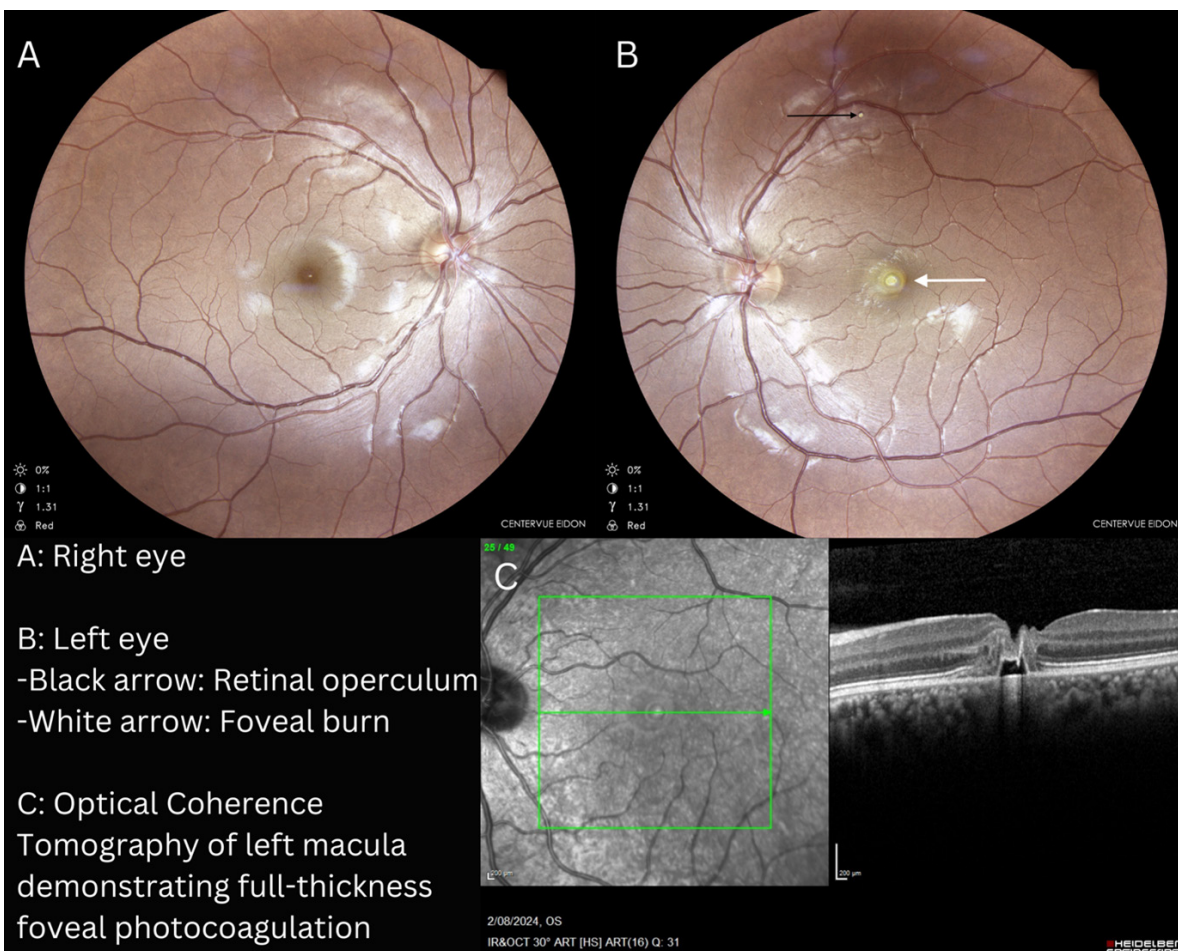 A
B
0%
1:1
γ 1.31
Red
CENTERVUE EIDON
0%
1:1
γ 1.31
Red
CENTERVUE EIDON
A: Right eye
B: Left eye
-Black arrow: Retinal operculum
-White arrow: Foveal burn
C: Optical Coherence
Tomography of left macula
demonstrating full-thickness
foveal photocoagulation
25 / 49
C
200 µm
200 µm
2/08/2024, OS
IR&OCT 30° ART [HS] ART(16) Q: 31